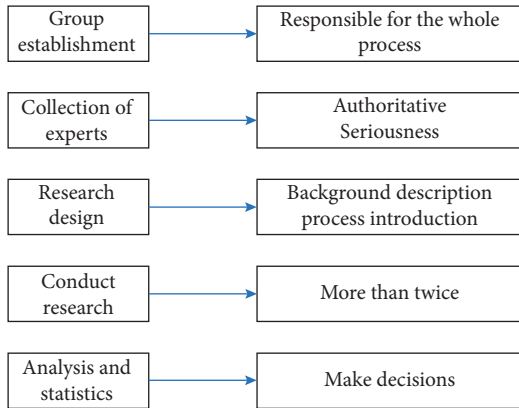 Group
establishment
Responsible for the whole
process
Collection of
experts
Authoritative
Seriousness
Research
design
Background description
process introduction
Conduct
research
More than twice
Analysis and
statistics
Make decisions